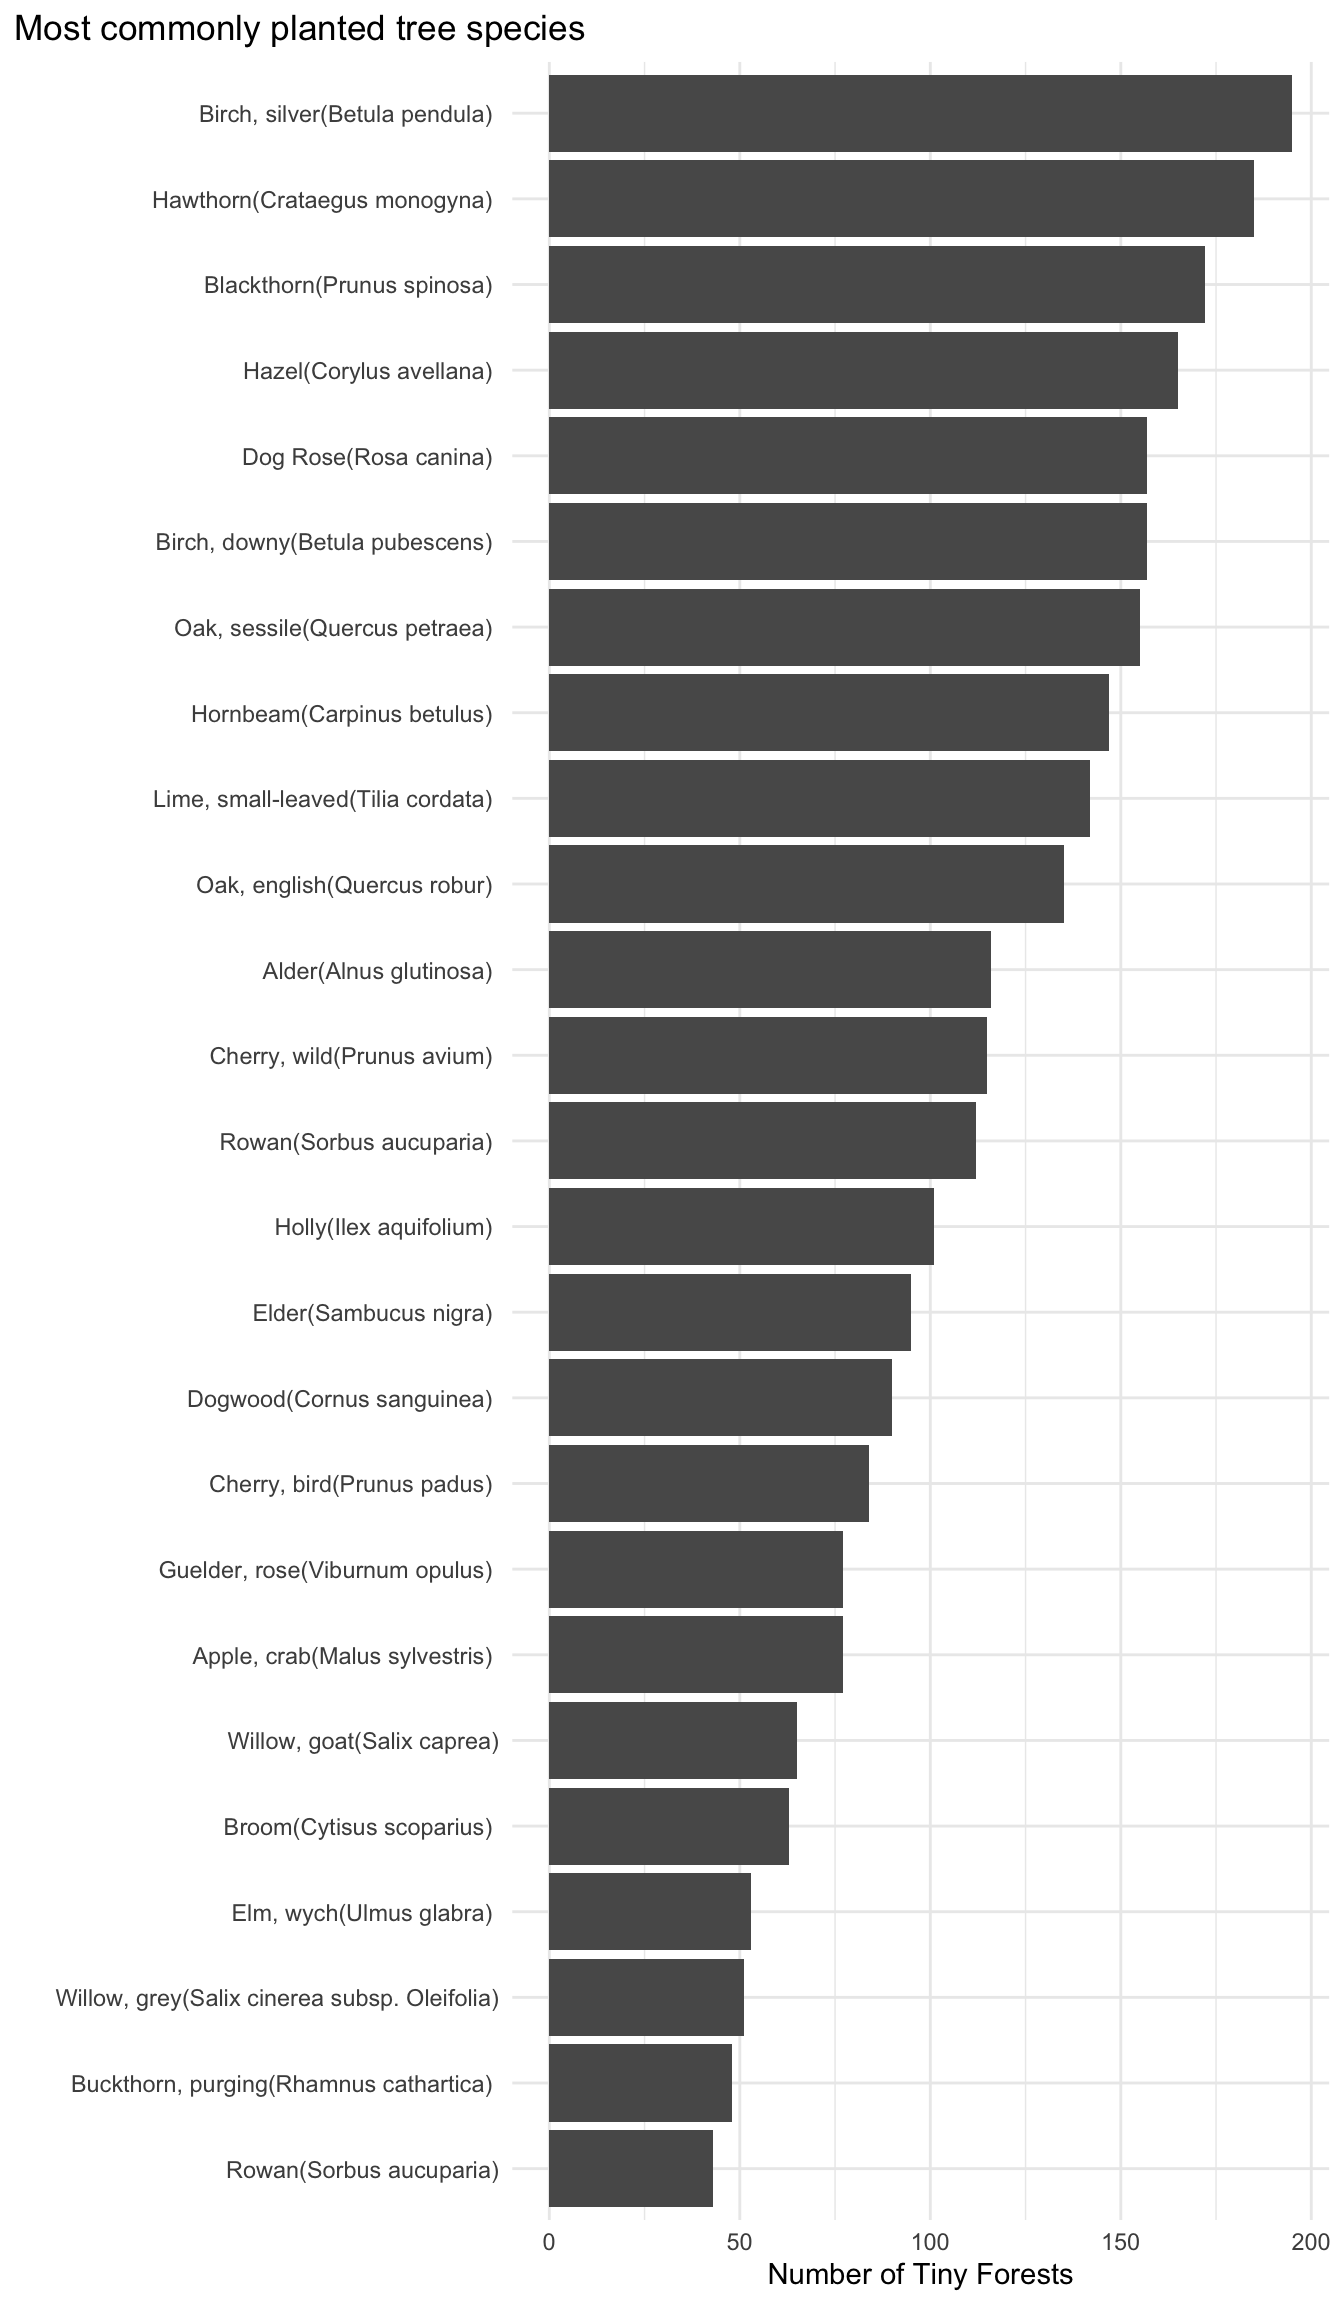 Most commonly planted tree species
Birch, silver(Betula pendula)
Hawthorn(Crataegus monogyna)
Blackthorn(Prunus spinosa)
Hazel(Corylus avellana)
Dog Rose(Rosa canina)
Birch, downy(Betula pubescens)
Oak, sessile(Quercus petraea)
Hornbeam(Carpinus betulus)
Lime, small-leaved(Tilia cordata)
Oak, english(Quercus robur)
Alder(Alnus glutinosa)
Cherry, wild(Prunus avium)
Rowan(Sorbus aucuparia)
Holly(Ilex aquifolium)
Elder(Sambucus nigra)
Dogwood(Cornus sanguinea)
Cherry, bird(Prunus padus)
Guelder, rose(Viburnum opulus)
Apple, crab(Malus sylvestris)
Willow, goat(Salix caprea)
Broom(Cytisus scoparius)
Elm, wych(Ulmus glabra)
Willow, grey(Salix cinerea subsp. Oleifolia)
Buckthorn, purging(Rhamnus cathartica)
Rowan(Sorbus aucuparia)
0 50 100 150 200
Number of Tiny Forests